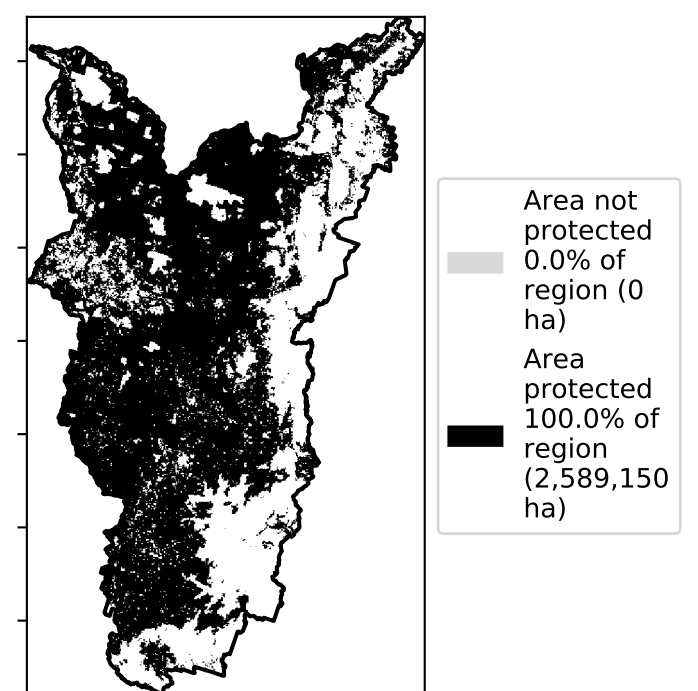 Area not
protected
0.0% of
region (0
ha)
Area
protected
100.0% of
region
(2,589,150
ha)